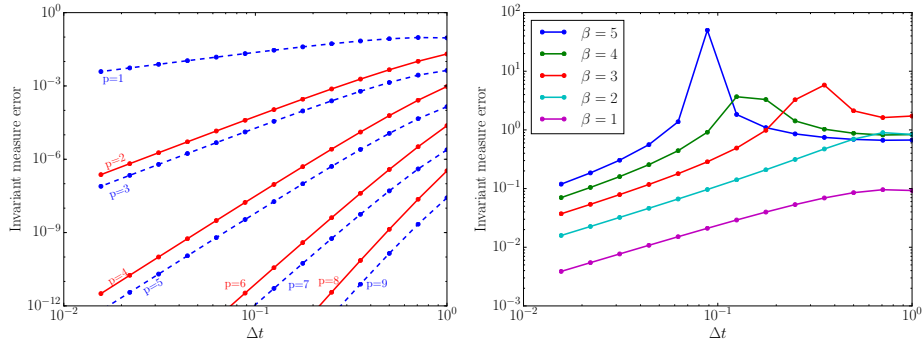 10^0
10^-3
10^-6
10^-9
10^-12
Invariant measure error
p=1
p=2
p=3
p=4
p=5
p=6
p=7
p=8
p=9
10^-2
10^-1
10^0
Δt
10^2
10^1
10^0
10^-1
10^-2
10^-3
Invariant measure error
β = 5
β = 4
β = 3
β = 2
β = 1
10^-2
10^-1
10^0
Δt